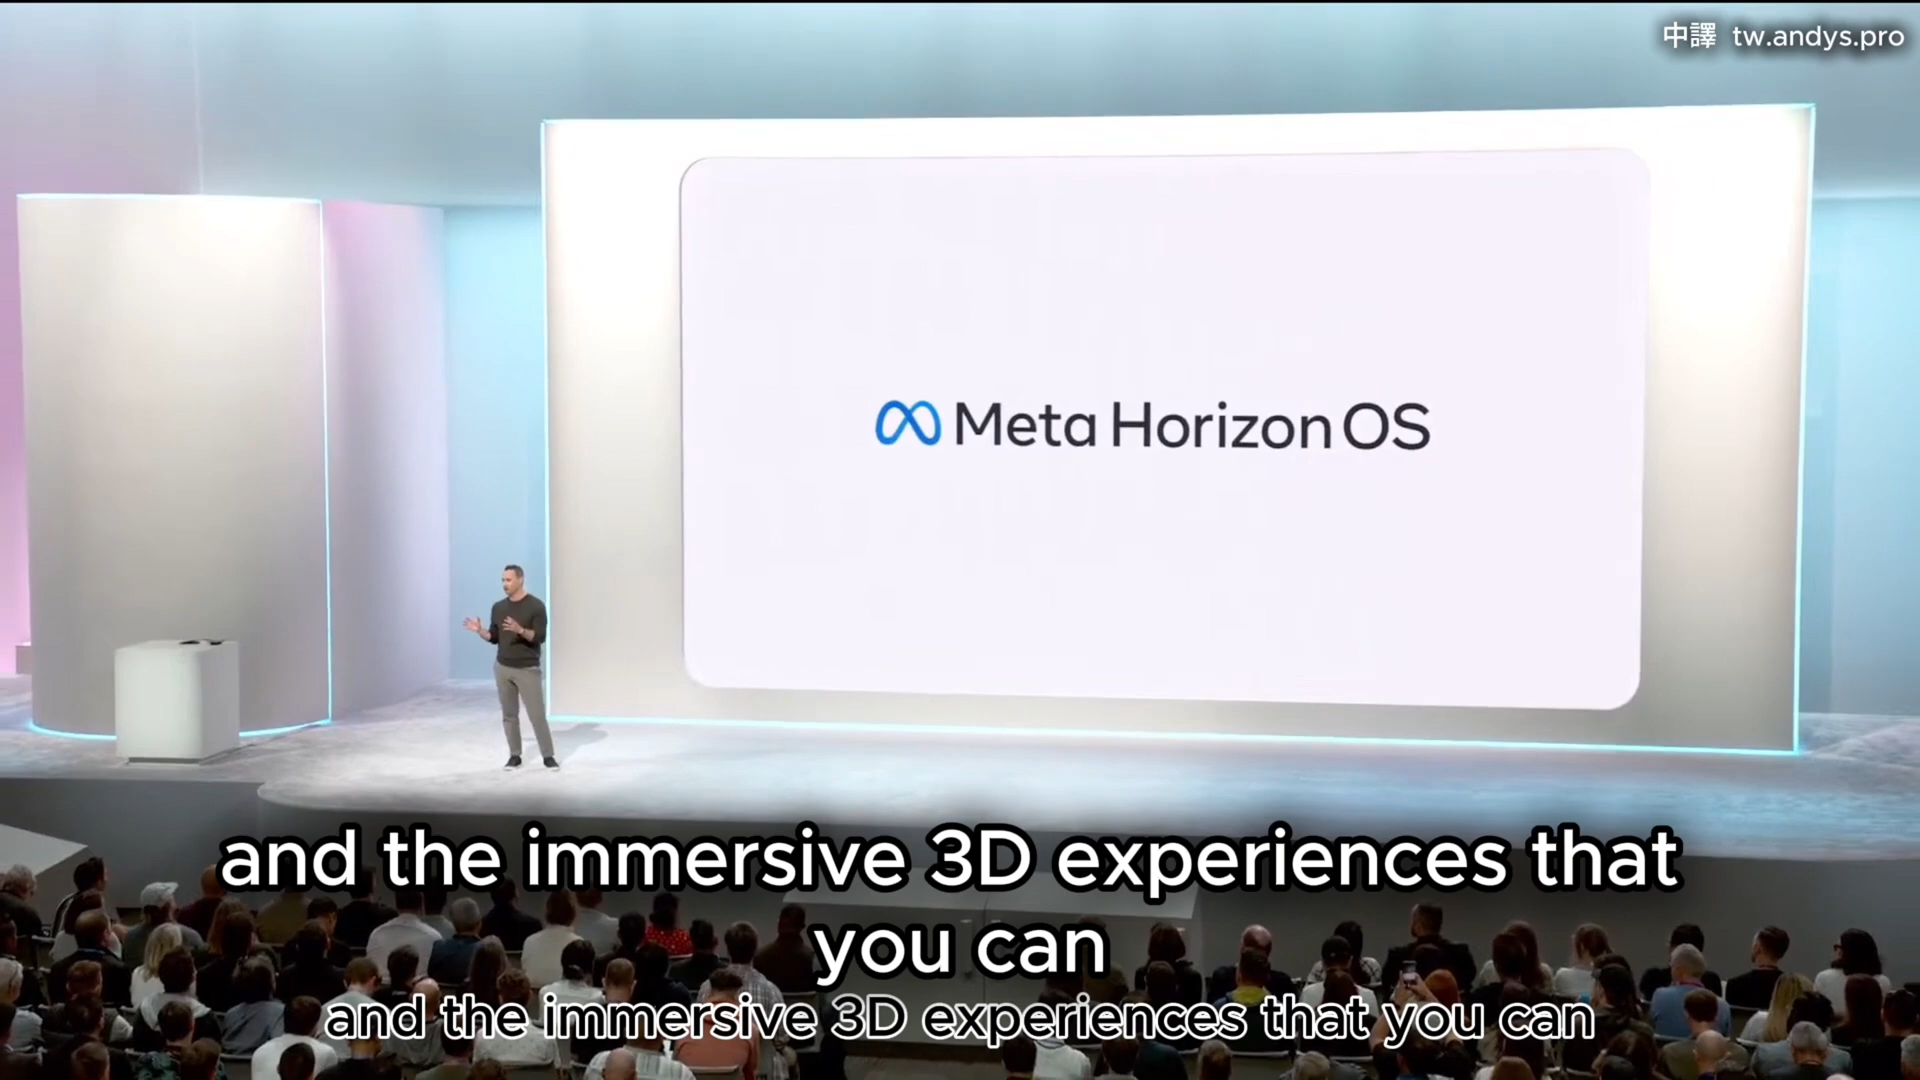 中譯 tw.andys.pro
Meta Horizon OS
and the immersive 3D experiences that
you can
and the immersive 3D experiences that you can